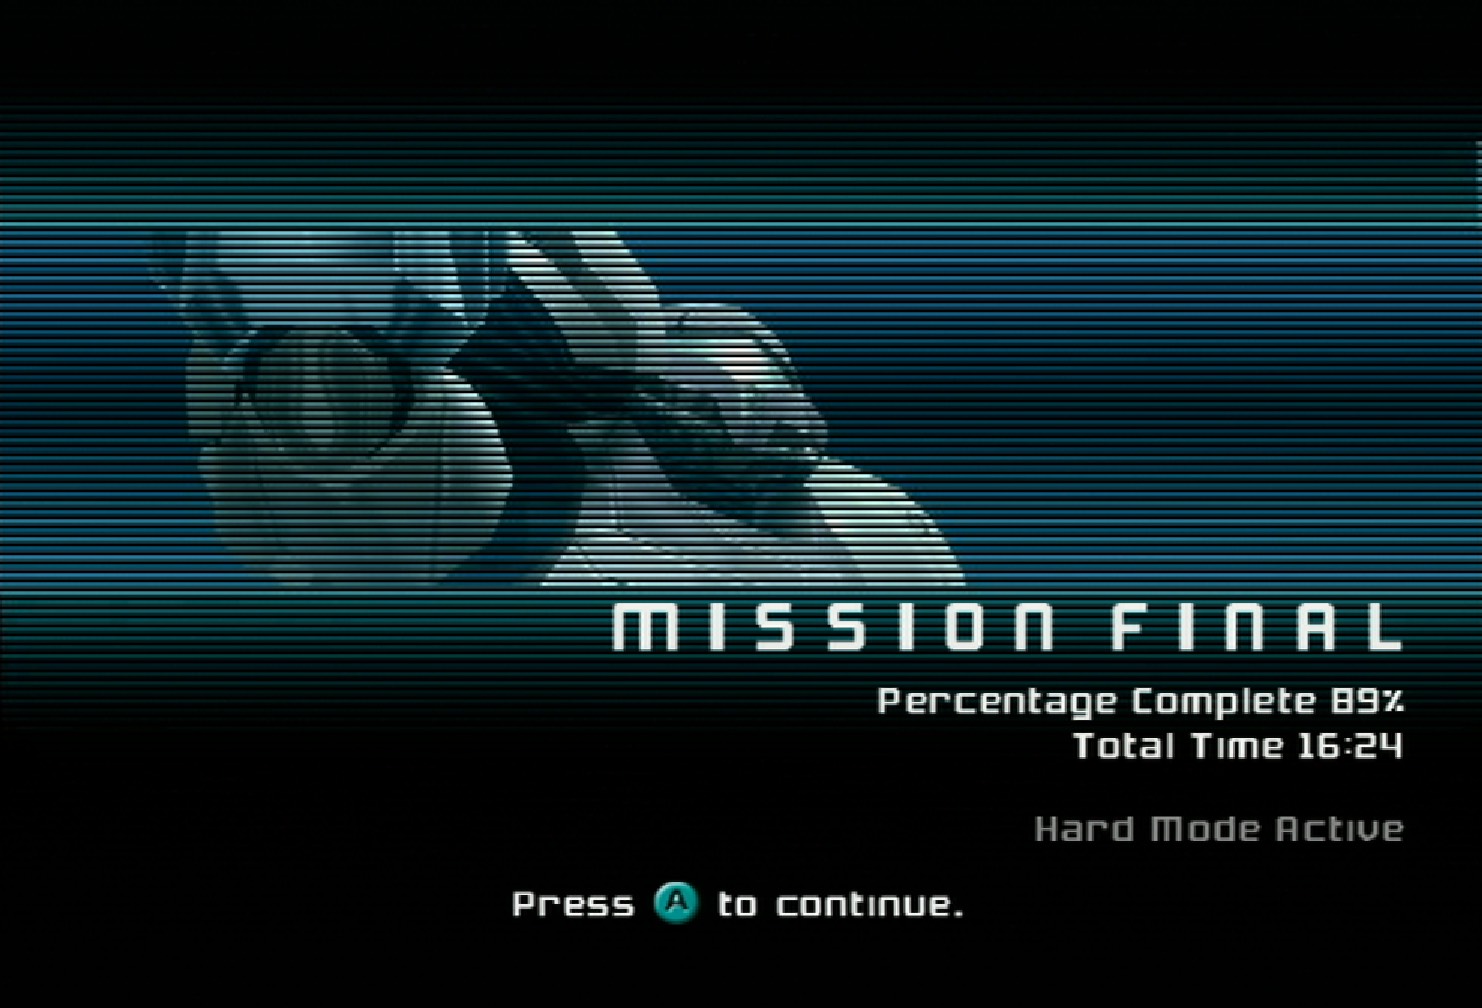 MISSION FINAL
Percentage Complete 89%
Total Time 16:24
Hard Mode Active
Press A to continue.